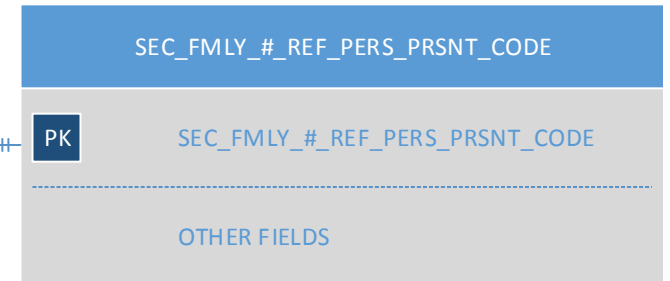 SEC_FMLY_#_REF_PERS_PRSNT_CODE
PK SEC_FMLY_#_REF_PERS_PRSNT_CODE
OTHER FIELDS